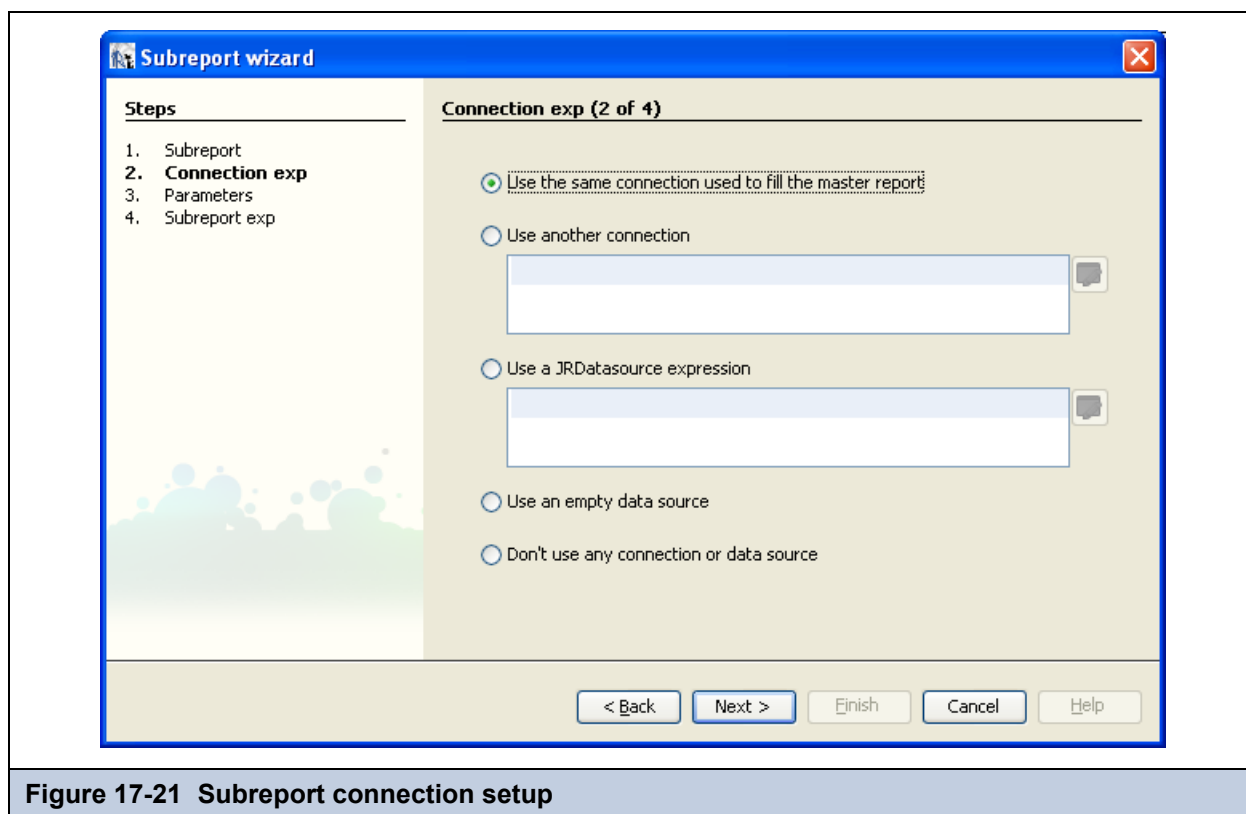 Subreport wizard
Steps
1. Subreport
2. Connection exp
3. Parameters
4. Subreport exp
Connection exp (2 of 4)
Use the same connection used to fill the master report
Use another connection
Use a JRDatasource expression
Use an empty data source
Don't use any connection or data source
< Back
Next >
Finish
Cancel
Help
Figure 17-21 Subreport connection setup